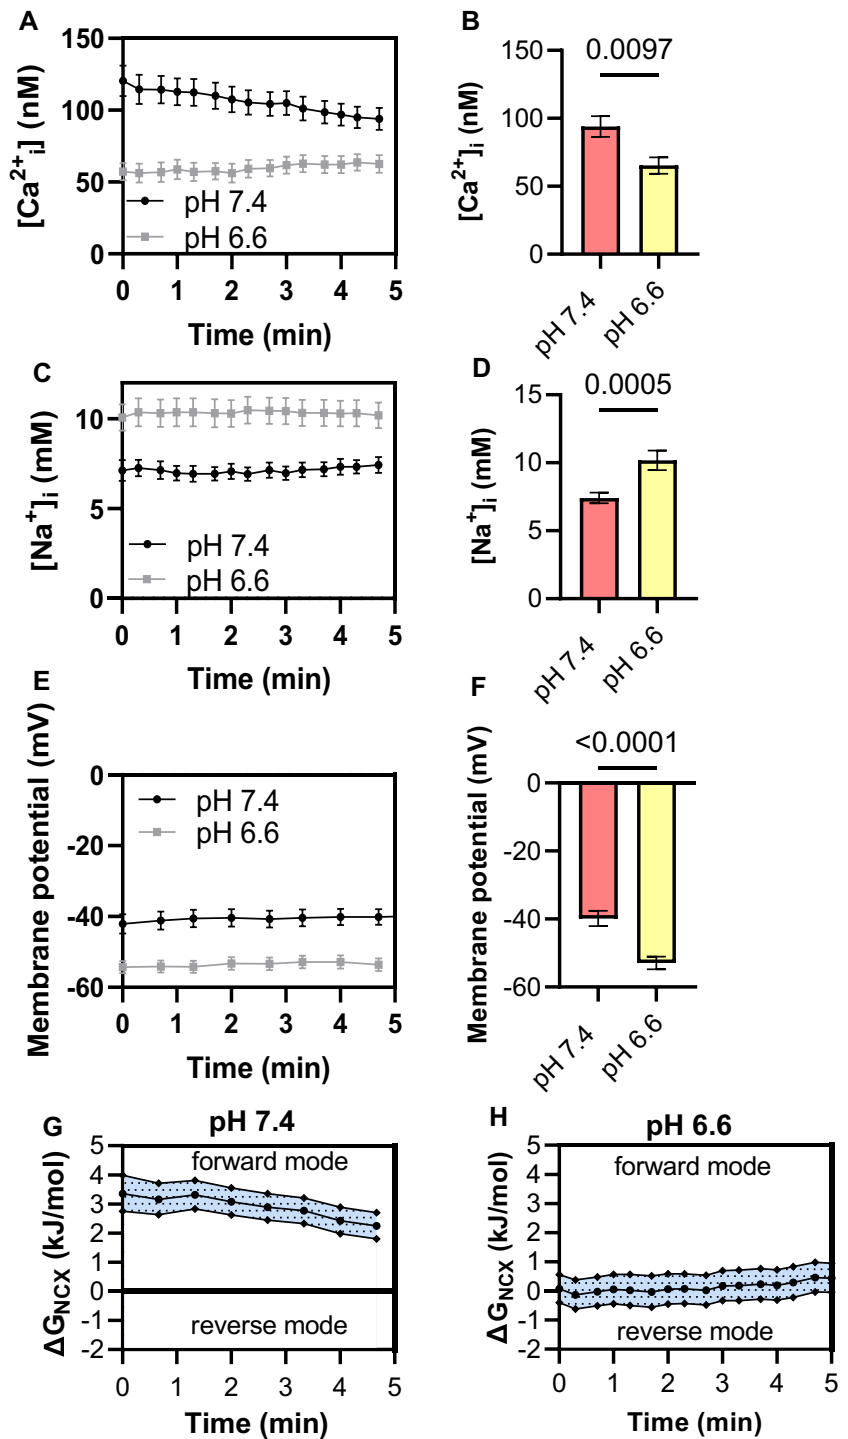 A
[Ca²⁺ᵢ] (nM)
150
100
50
0
pH 7.4
pH 6.6
0 1 2 3 4 5
Time (min)
B
[Ca²⁺]ᵢ (nM)
150
100
50
0
0.0097
pH 7.4
pH 6.6
C
[Na⁺]ᵢ (mM)
10
5
0
pH 7.4
pH 6.6
0 1 2 3 4 5
Time (min)
D
[Na⁺]ᵢ (mM)
15
10
5
0
0.0005
pH 7.4
pH 6.6
E
Membrane potential (mV)
0
-20
-40
-60
pH 7.4
pH 6.6
0 1 2 3 4 5
Time (min)
F
Membrane potential (mV)
<0.0001
0
-20
-40
-60
pH 7.4
pH 6.6
G
pH 7.4
ΔG_NCX (kJ/mol)
5
4
3
2
1
0
-1
-2
forward mode
reverse mode
0 1 2 3 4 5
Time (min)
H
pH 6.6
ΔG_NCX (kJ/mol)
5
4
3
2
1
0
-1
-2
forward mode
reverse mode
0 1 2 3 4 5
Time (min)